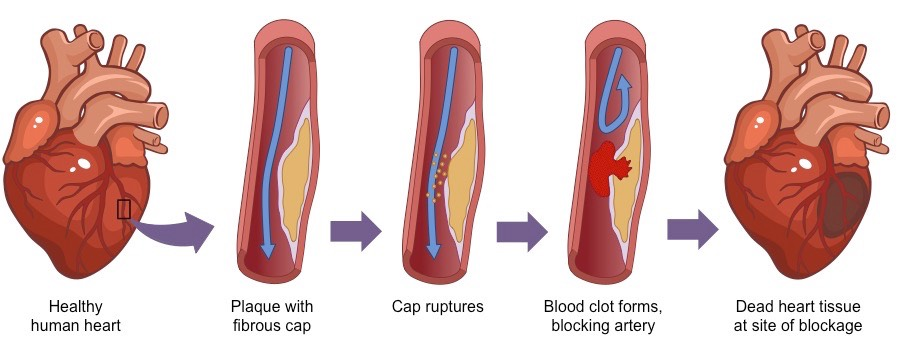 Healthy
human heart
Plaque with
fibrous cap
Cap ruptures
Blood clot forms,
blocking artery
Dead heart tissue
at site of blockage